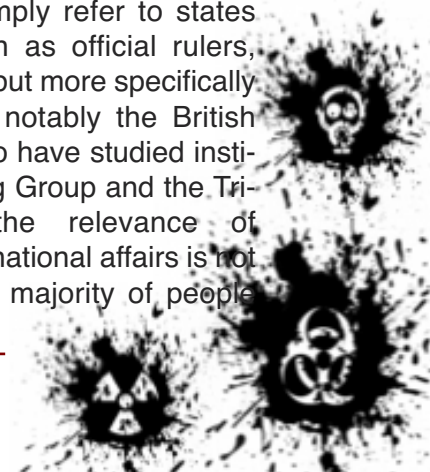 mply refer to states
n as official rulers,
but more specifically
notably the British
o have studied insti-
g Group and the Tri-
the relevance of
national affairs is not
majority of people